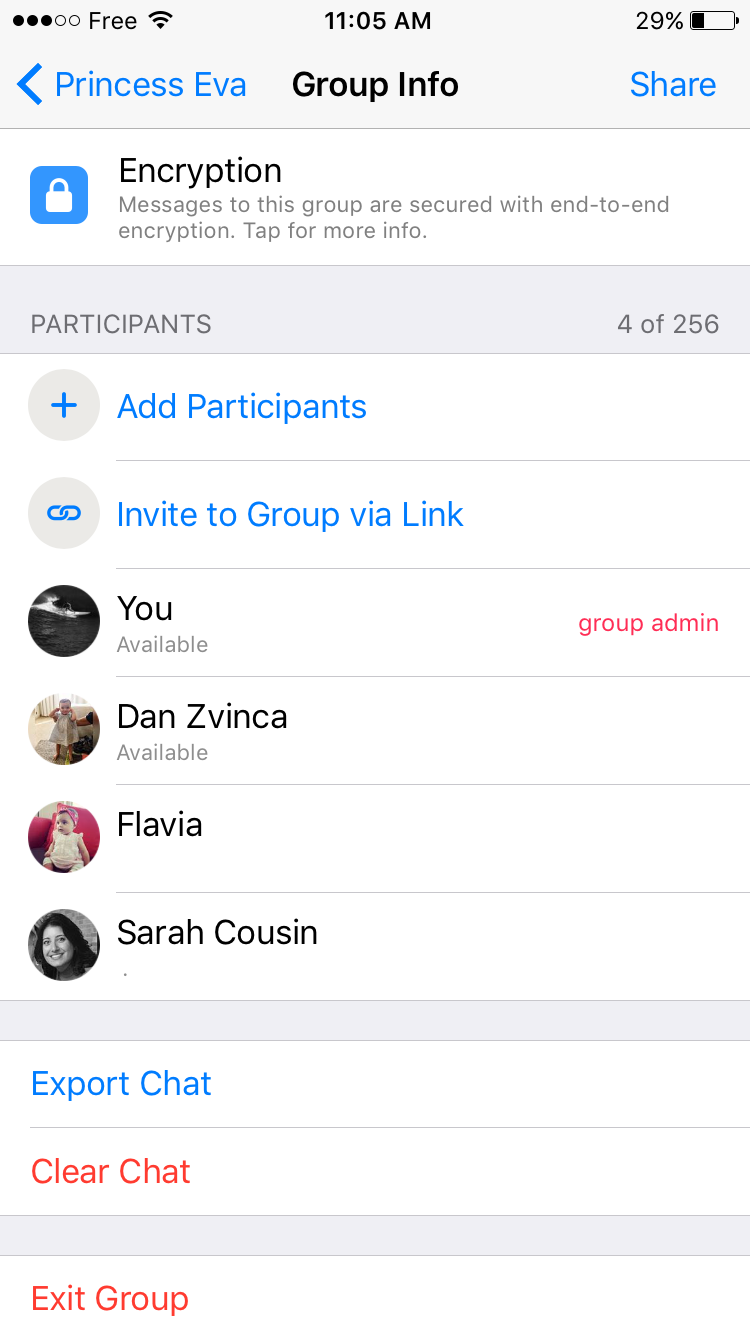 Free 11:05 AM 29%
Princess Eva Group Info Share
Encryption
Messages to this group are secured with end-to-end
encryption. Tap for more info.
PARTICIPANTS 4 of 256
Add Participants
Invite to Group via Link
You
group admin
Available
Dan Zvinca
Available
Flavia
Sarah Cousin
.
Export Chat
Clear Chat
Exit Group